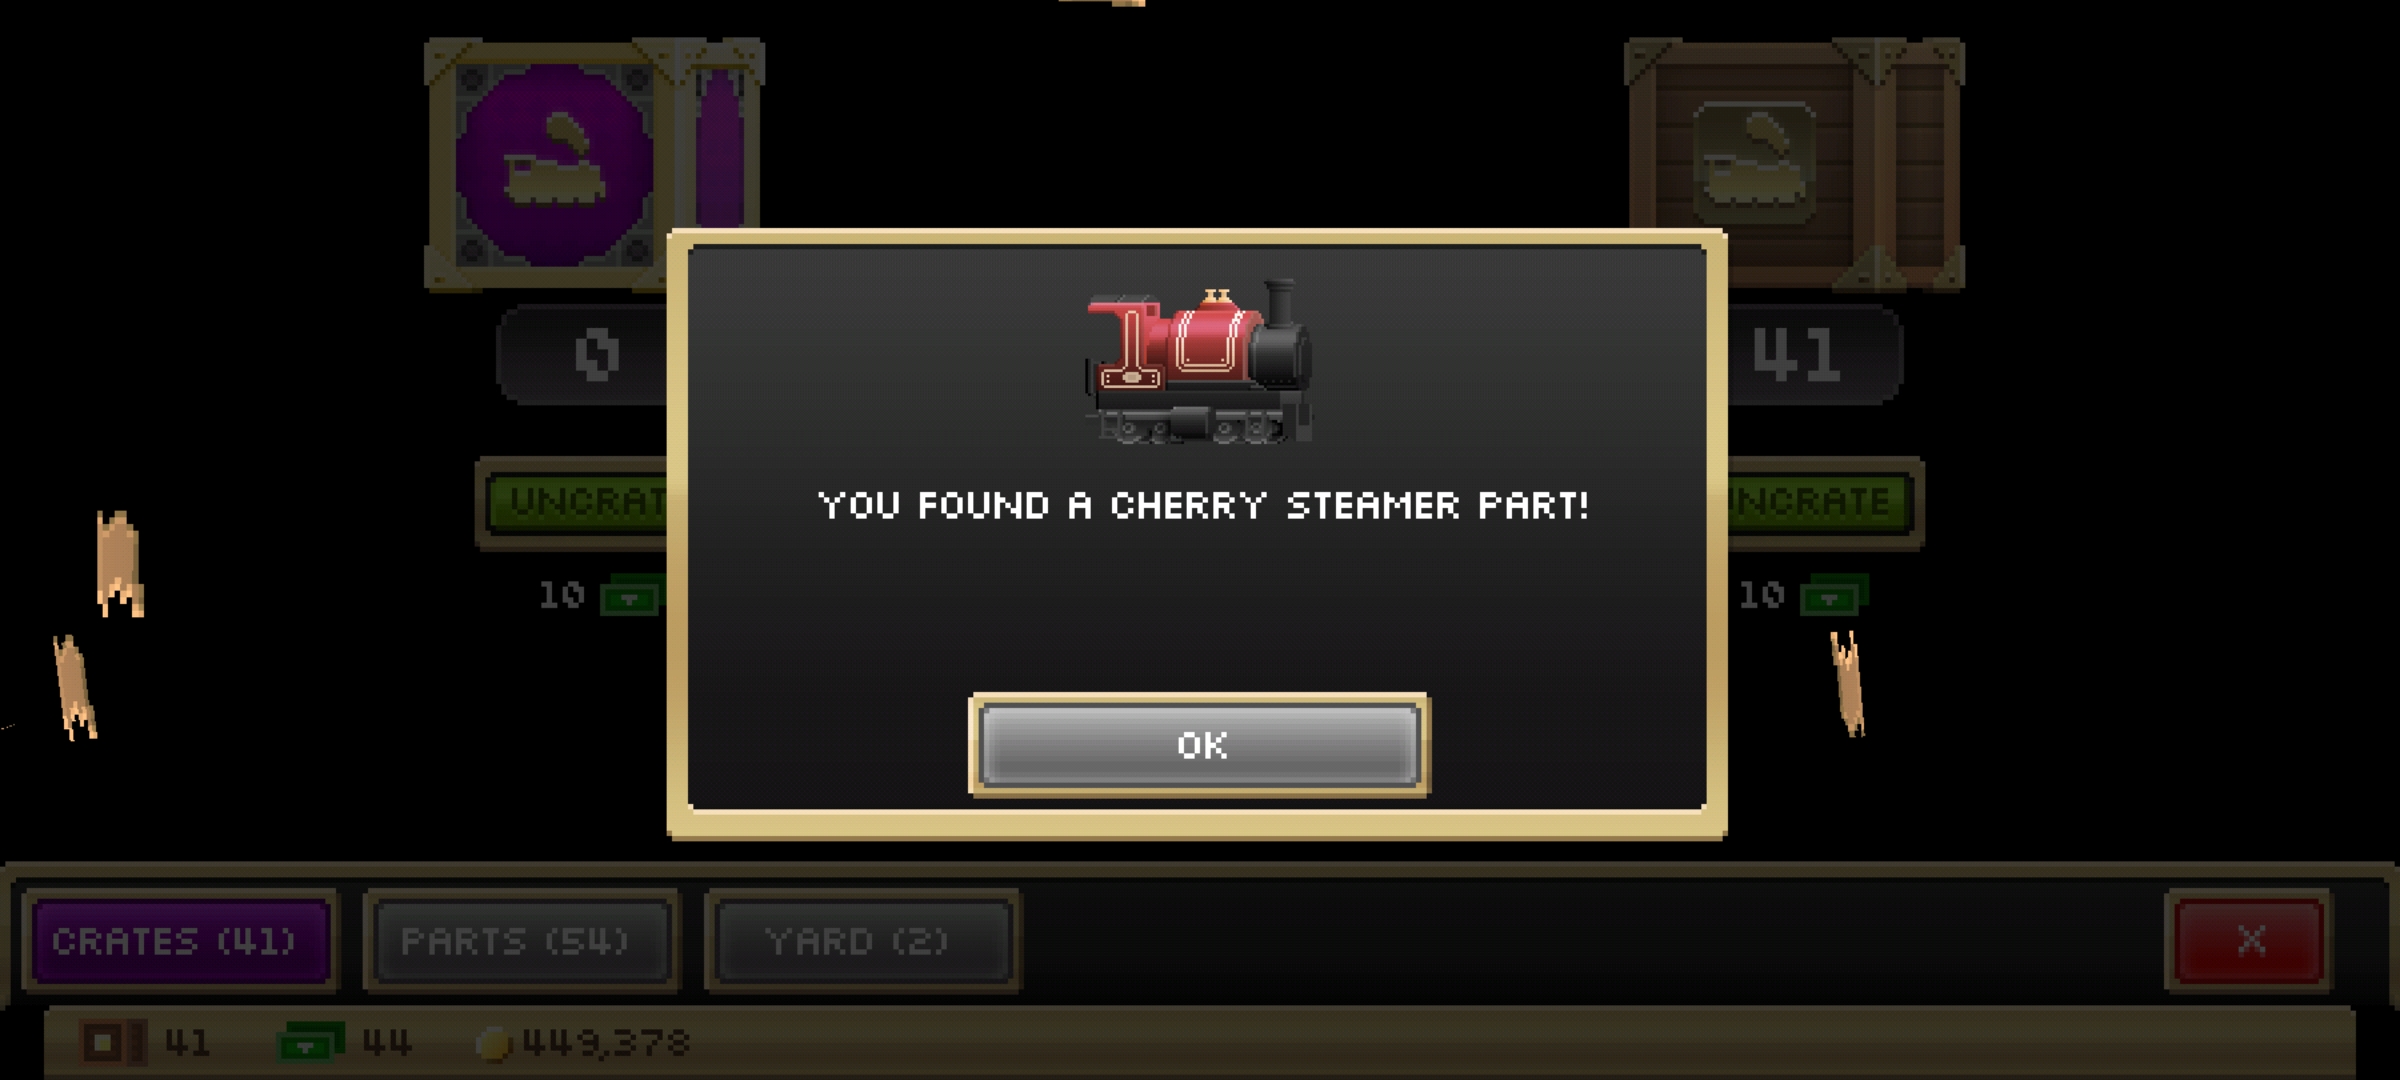 0
41
UNCRAT
NCRATE
10
10
YOU FOUND A CHERRY STEAMER PART!
OK
CRATES (41)
PARTS (54)
YARD (2)
X
41
44
449,378